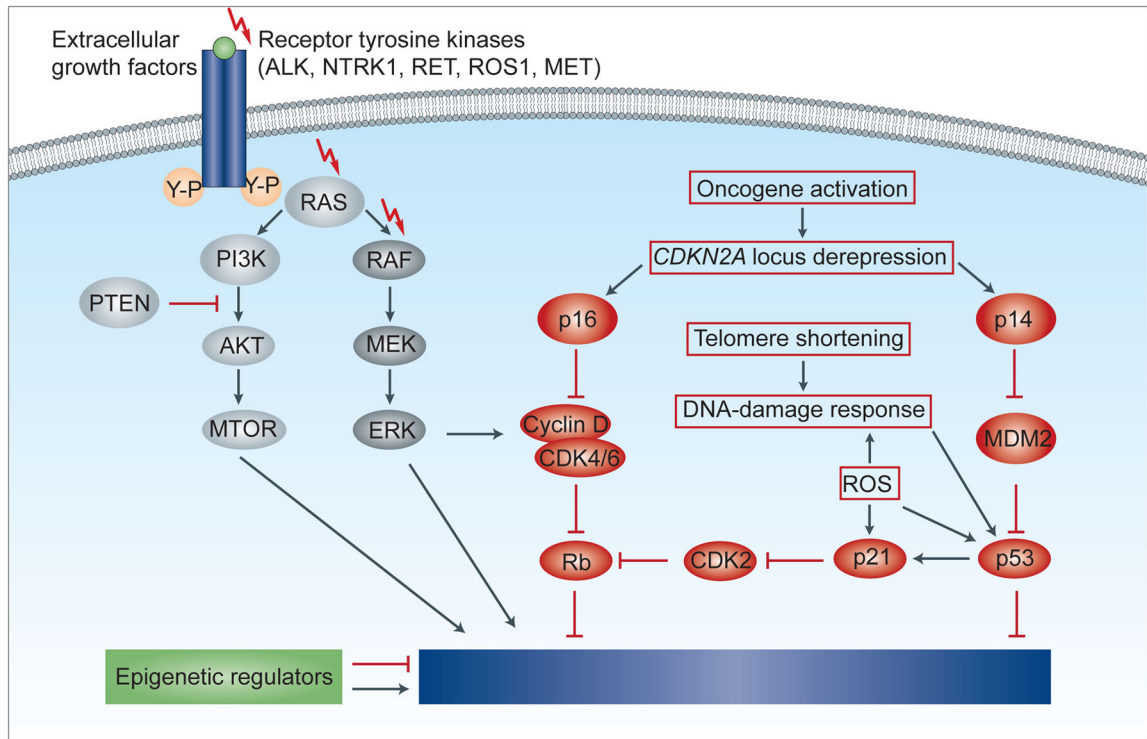 Extracellular
growth factors
Receptor tyrosine kinases
(ALK, NTRK1, RET, ROS1, MET)
Y-P
Y-P
RAS
Oncogene activation
PI3K
RAF
CDKN2A locus derepression
PTEN
p16
p14
AKT
MEK
Telomere shortening
MTOR
ERK
Cyclin D
CDK4/6
DNA-damage response
MDM2
ROS
Rb
CDK2
p21
p53
Epigenetic regulators